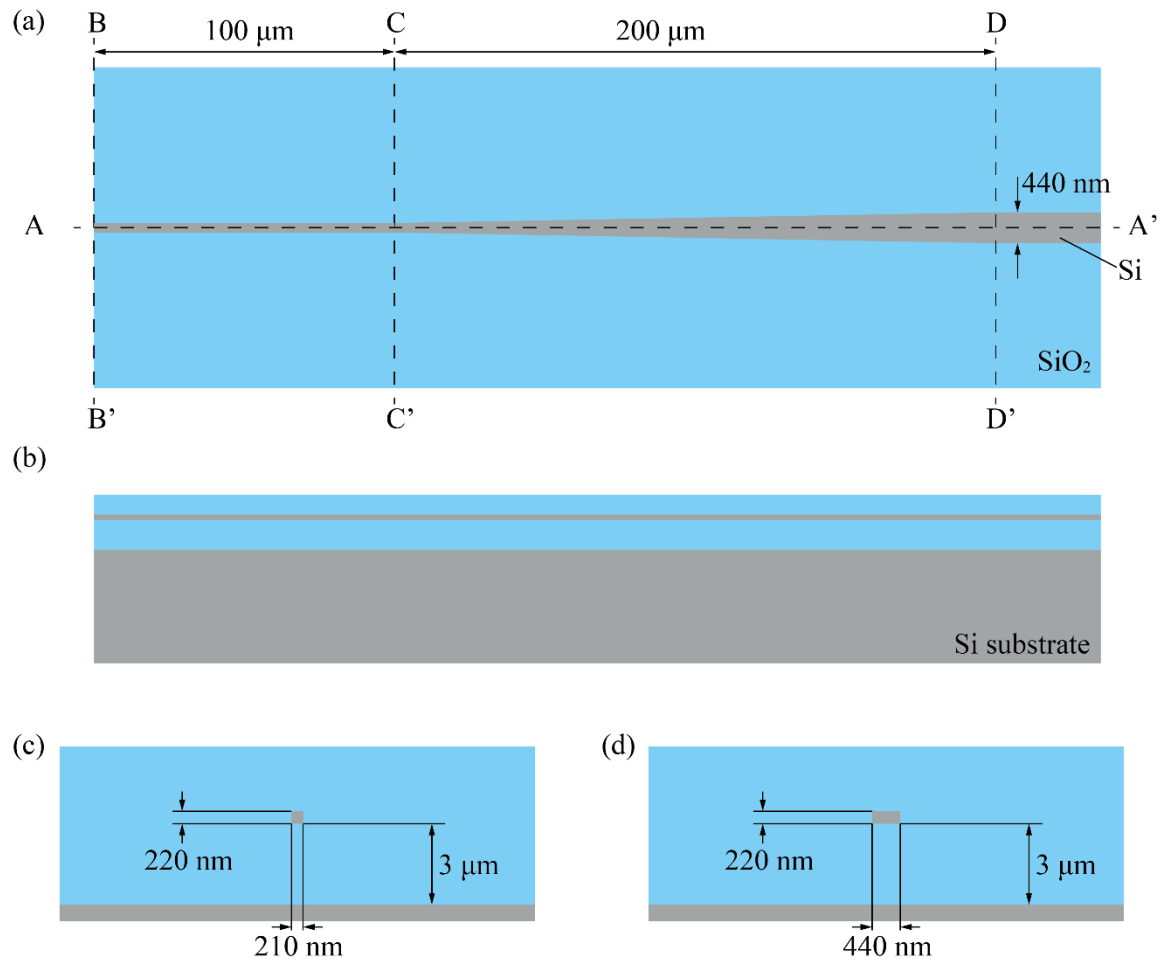 (a)
B
C
D
100 μm
200 μm
440 nm
A
A’
Si
SiO₂
B’
C’
D’
(b)
Si substrate
(c)
(d)
220 nm
3 μm
210 nm
220 nm
3 μm
440 nm